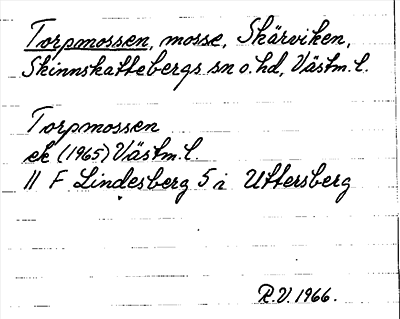 Torpmossen, mosse, Skärviken,
Skinnskattebergs sn o. hd, Västm. l.
Torpmossen
ek (1965) Västm. l.
11 F Lindesberg 5 i Uttersberg
R.V. 1966.